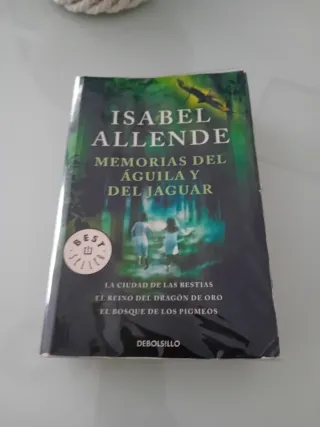 ISABEL
ALLENDE
MEMORIAS DEL
ÁGUILA Y
DEL JAGUAR
BEST
SELLER
LA CIUDAD DE LAS BESTIAS
EL REINO DEL DRAGÓN DE ORO
EL BOSQUE DE LOS PIGMEOS
DEBOLSILLO